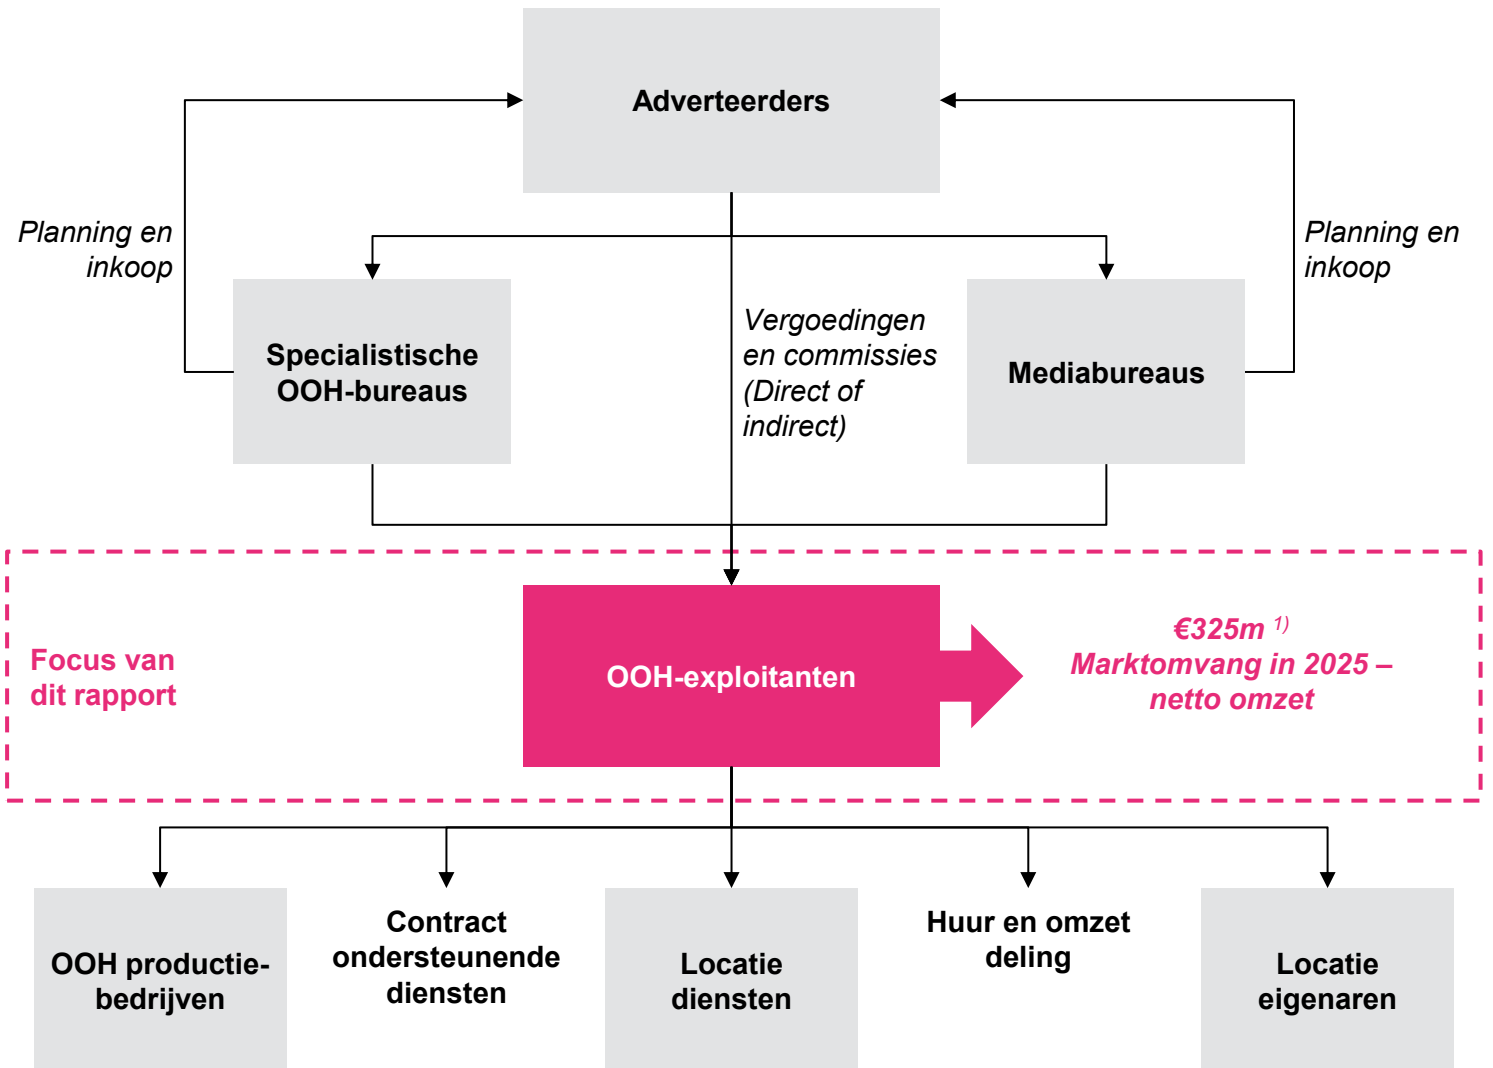 Adverteerders
Planning en
inkoop
Planning en
inkoop
Specialistische
OOH-bureaus
Vergoedingen
en commissies
(Direct of
indirect)
Mediabureaus
Focus van
dit rapport
OOH-exploitanten
€325m 1)
Marktomvang in 2025 –
netto omzet
OOH productie-
bedrijven
Contract
ondersteunende
diensten
Locatie
diensten
Huur en omzet
deling
Locatie
eigenaren